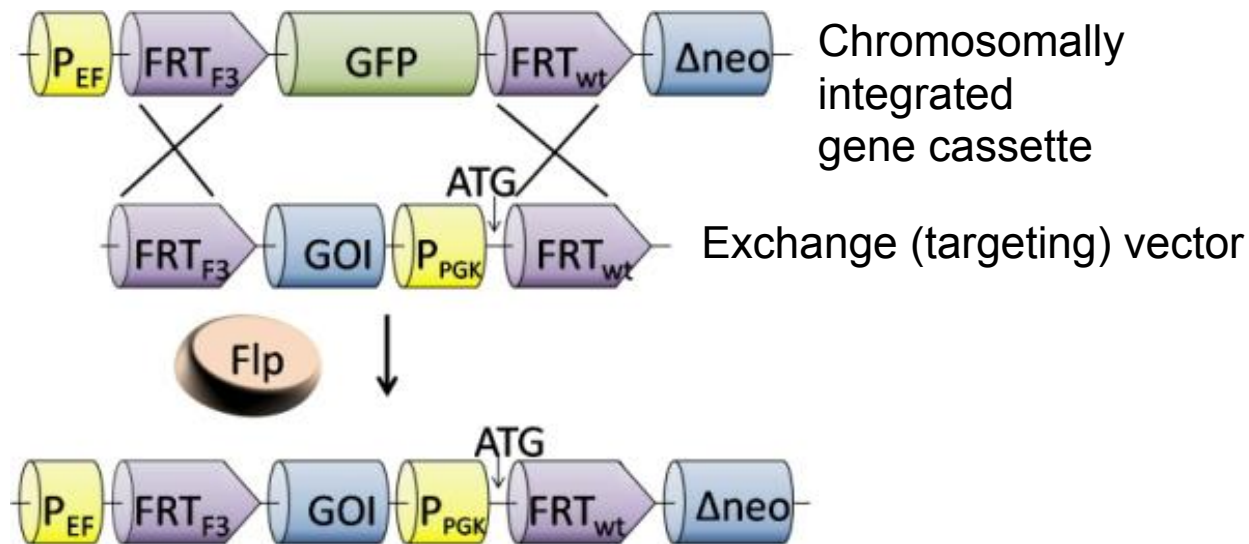 P_EF FRT_F3 GFP FRT_wt Δneo
Chromosomally
integrated
gene cassette
ATG
FRT_F3 GOI P_PGK FRT_wt
Exchange (targeting) vector
Flp
ATG
P_EF FRT_F3 GOI P_PGK FRT_wt Δneo